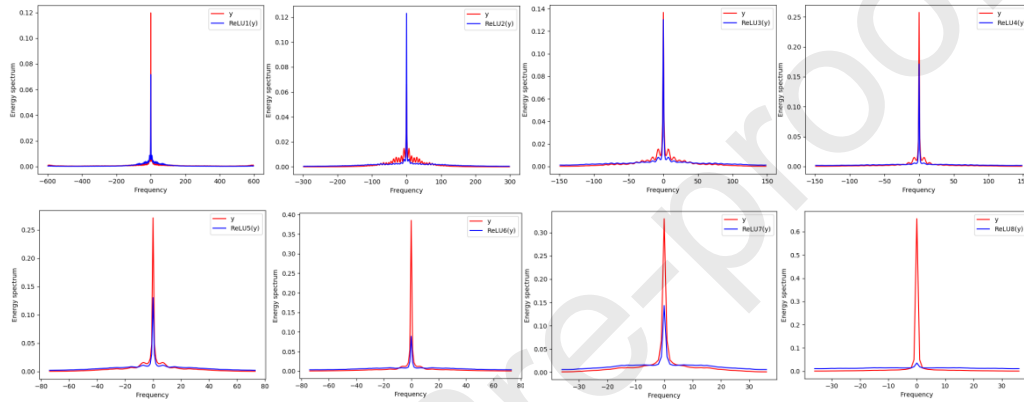 y
ReLU1(y)
0.12
0.10
0.08
0.06
0.04
0.02
0.00
Energy spectrum
−600 −400 −200 0 200 400 600
Frequency
y
ReLU2(y)
0.12
0.10
0.08
0.06
0.04
0.02
0.00
Energy spectrum
−300 −200 −100 0 100 200 300
Frequency
y
ReLU3(y)
0.14
0.12
0.10
0.08
0.06
0.04
0.02
0.00
Energy spectrum
−150 −100 −50 0 50 100 150
Frequency
y
ReLU4(y)
0.25
0.20
0.15
0.10
0.05
0.00
Energy spectrum
−150 −100 −50 0 50 100
Frequency
y
ReLU5(y)
0.25
0.20
0.15
0.10
0.05
0.00
Energy spectrum
−80 −60 −40 −20 0 20 40 60 80
Frequency
y
ReLU6(y)
0.40
0.35
0.30
0.25
0.20
0.15
0.10
0.05
0.00
Energy spectrum
−80 −60 −40 −20 0 20 40 60 80
Frequency
y
ReLU7(y)
0.30
0.25
0.20
0.15
0.10
0.05
0.00
Energy spectrum
−30 −20 −10 0 10 20 30
Frequency
y
ReLU8(y)
0.6
0.5
0.4
0.3
0.2
0.1
0.0
Energy spectrum
−30 −20 −10 0 10 20 30
Frequency
re-proo